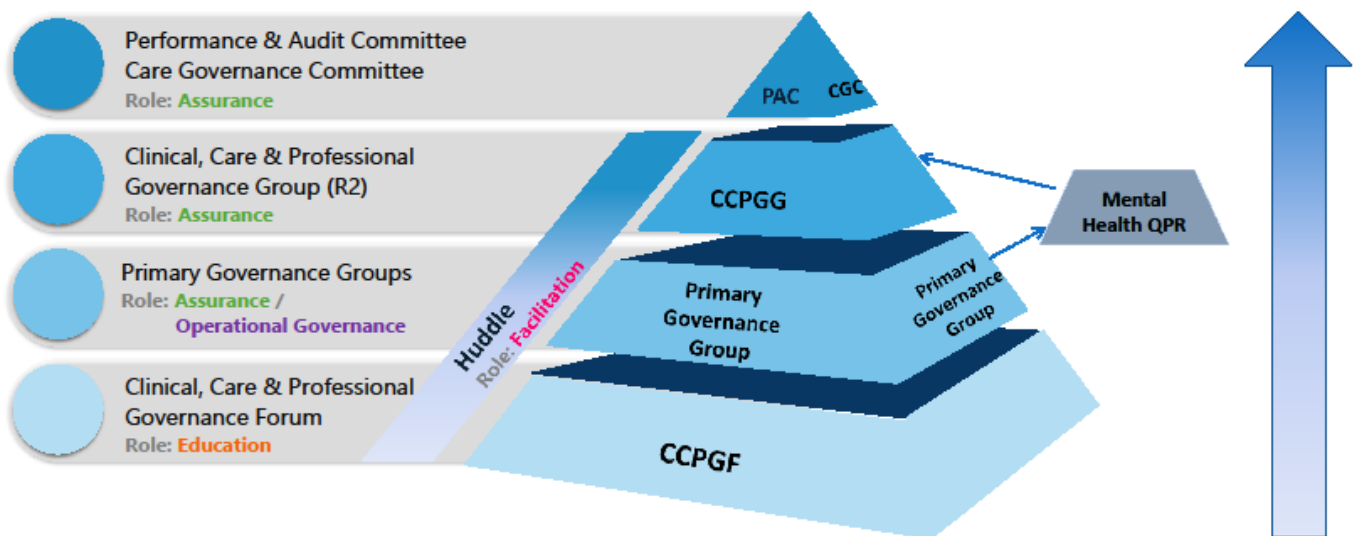 Performance & Audit Committee
Care Governance Committee
Role: Assurance
Clinical, Care & Professional
Governance Group (R2)
Role: Assurance
Primary Governance Groups
Role: Assurance /
Operational Governance
Clinical, Care & Professional
Governance Forum
Role: Education
Huddle
Role: Facilitation
PAC
CGC
CCPGG
Primary
Governance
Group
Primary
Governance
Group
CCPGF
Mental
Health QPR